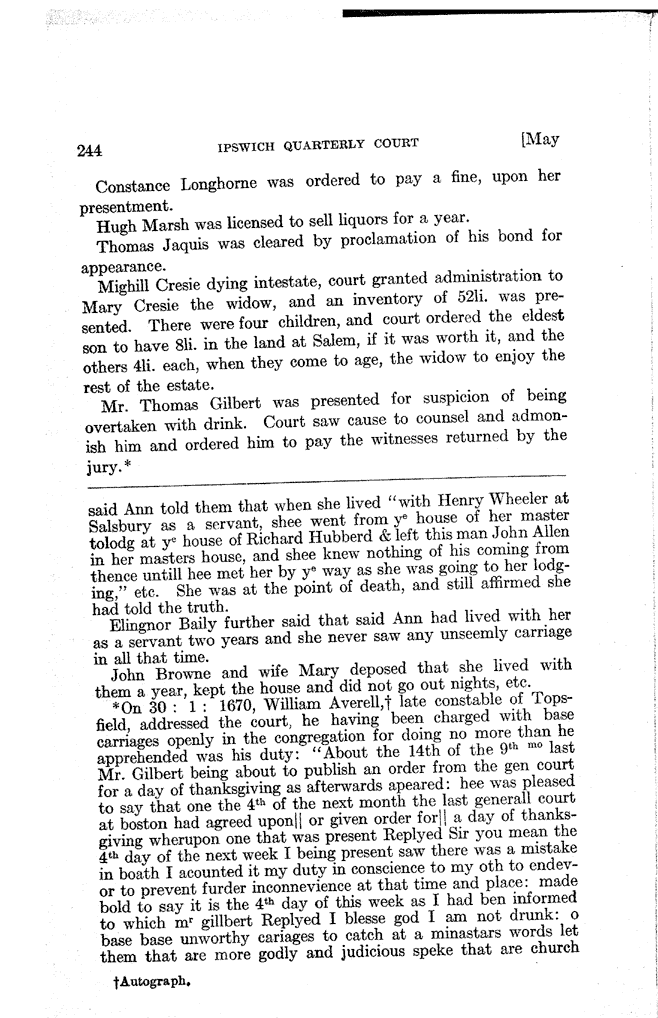 244 IPSWICH QUARTERLY COURT [May
Constance Longhorne was ordered to pay a fine, upon her
presentment.
Hugh Marsh was licensed to sell liquors for a year.
Thomas Jaquis was cleared by proclamation of his bond for
appearance.
Mighill Cresie dying intestate, court granted administration to
Mary Cresie the widow, and an inventory of 52li. was pre-
sented. There were four children, and court ordered the eldest
son to have 8li. in the land at Salem, if it was worth it, and the
others 4li. each, when they come to age, the widow to enjoy the
rest of the estate.
Mr. Thomas Gilbert was presented for suspicion of being
overtaken with drink. Court saw cause to counsel and admon-
ish him and ordered him to pay the witnesses returned by the
jury.*
said Ann told them that when she lived "with Henry Wheeler at
Salsbury as a servant, shee went from yᵉ house of her master
tolodg at yᵉ house of Richard Hubberd & left this man John Allen
in her masters house, and shee knew nothing of his coming from
thence untill hee met her by yᵉ way as she was going to her lodg-
ing," etc. She was at the point of death, and still affirmed she
had told the truth.
Elingnor Baily further said that said Ann had lived with her
as a servant two years and she never saw any unseemly carriage
in all that time.
John Browne and wife Mary deposed that she lived with
them a year, kept the house and did not go out nights, etc.
*On 30 : 1 : 1670, William Averell,† late constable of Tops-
field, addressed the court, he having been charged with base
carriages openly in the congregation for doing no more than he
apprehended was his duty: "About the 14th of the 9ᵗʰ ᵐᵒ last
Mr. Gilbert being about to publish an order from the gen court
for a day of thanksgiving as afterwards apeared: hee was pleased
to say that one the 4ᵗʰ of the next month the last generall court
at boston had agreed upon|| or given order for|| a day of thanks-
giving wherupon one that was present Replyed Sir you mean the
4ᵗʰ day of the next week I being present saw there was a mistake
in boath I acounted it my duty in conscience to my oth to endev-
or to prevent furder inconnevience at that time and place: made
bold to say it is the 4ᵗʰ day of this week as I had ben informed
to which mʳ gillbert Replyed I blesse god I am not drunk: o
base base unworthy cariages to catch at a minastars words let
them that are more godly and judicious speke that are church
†Autograph.